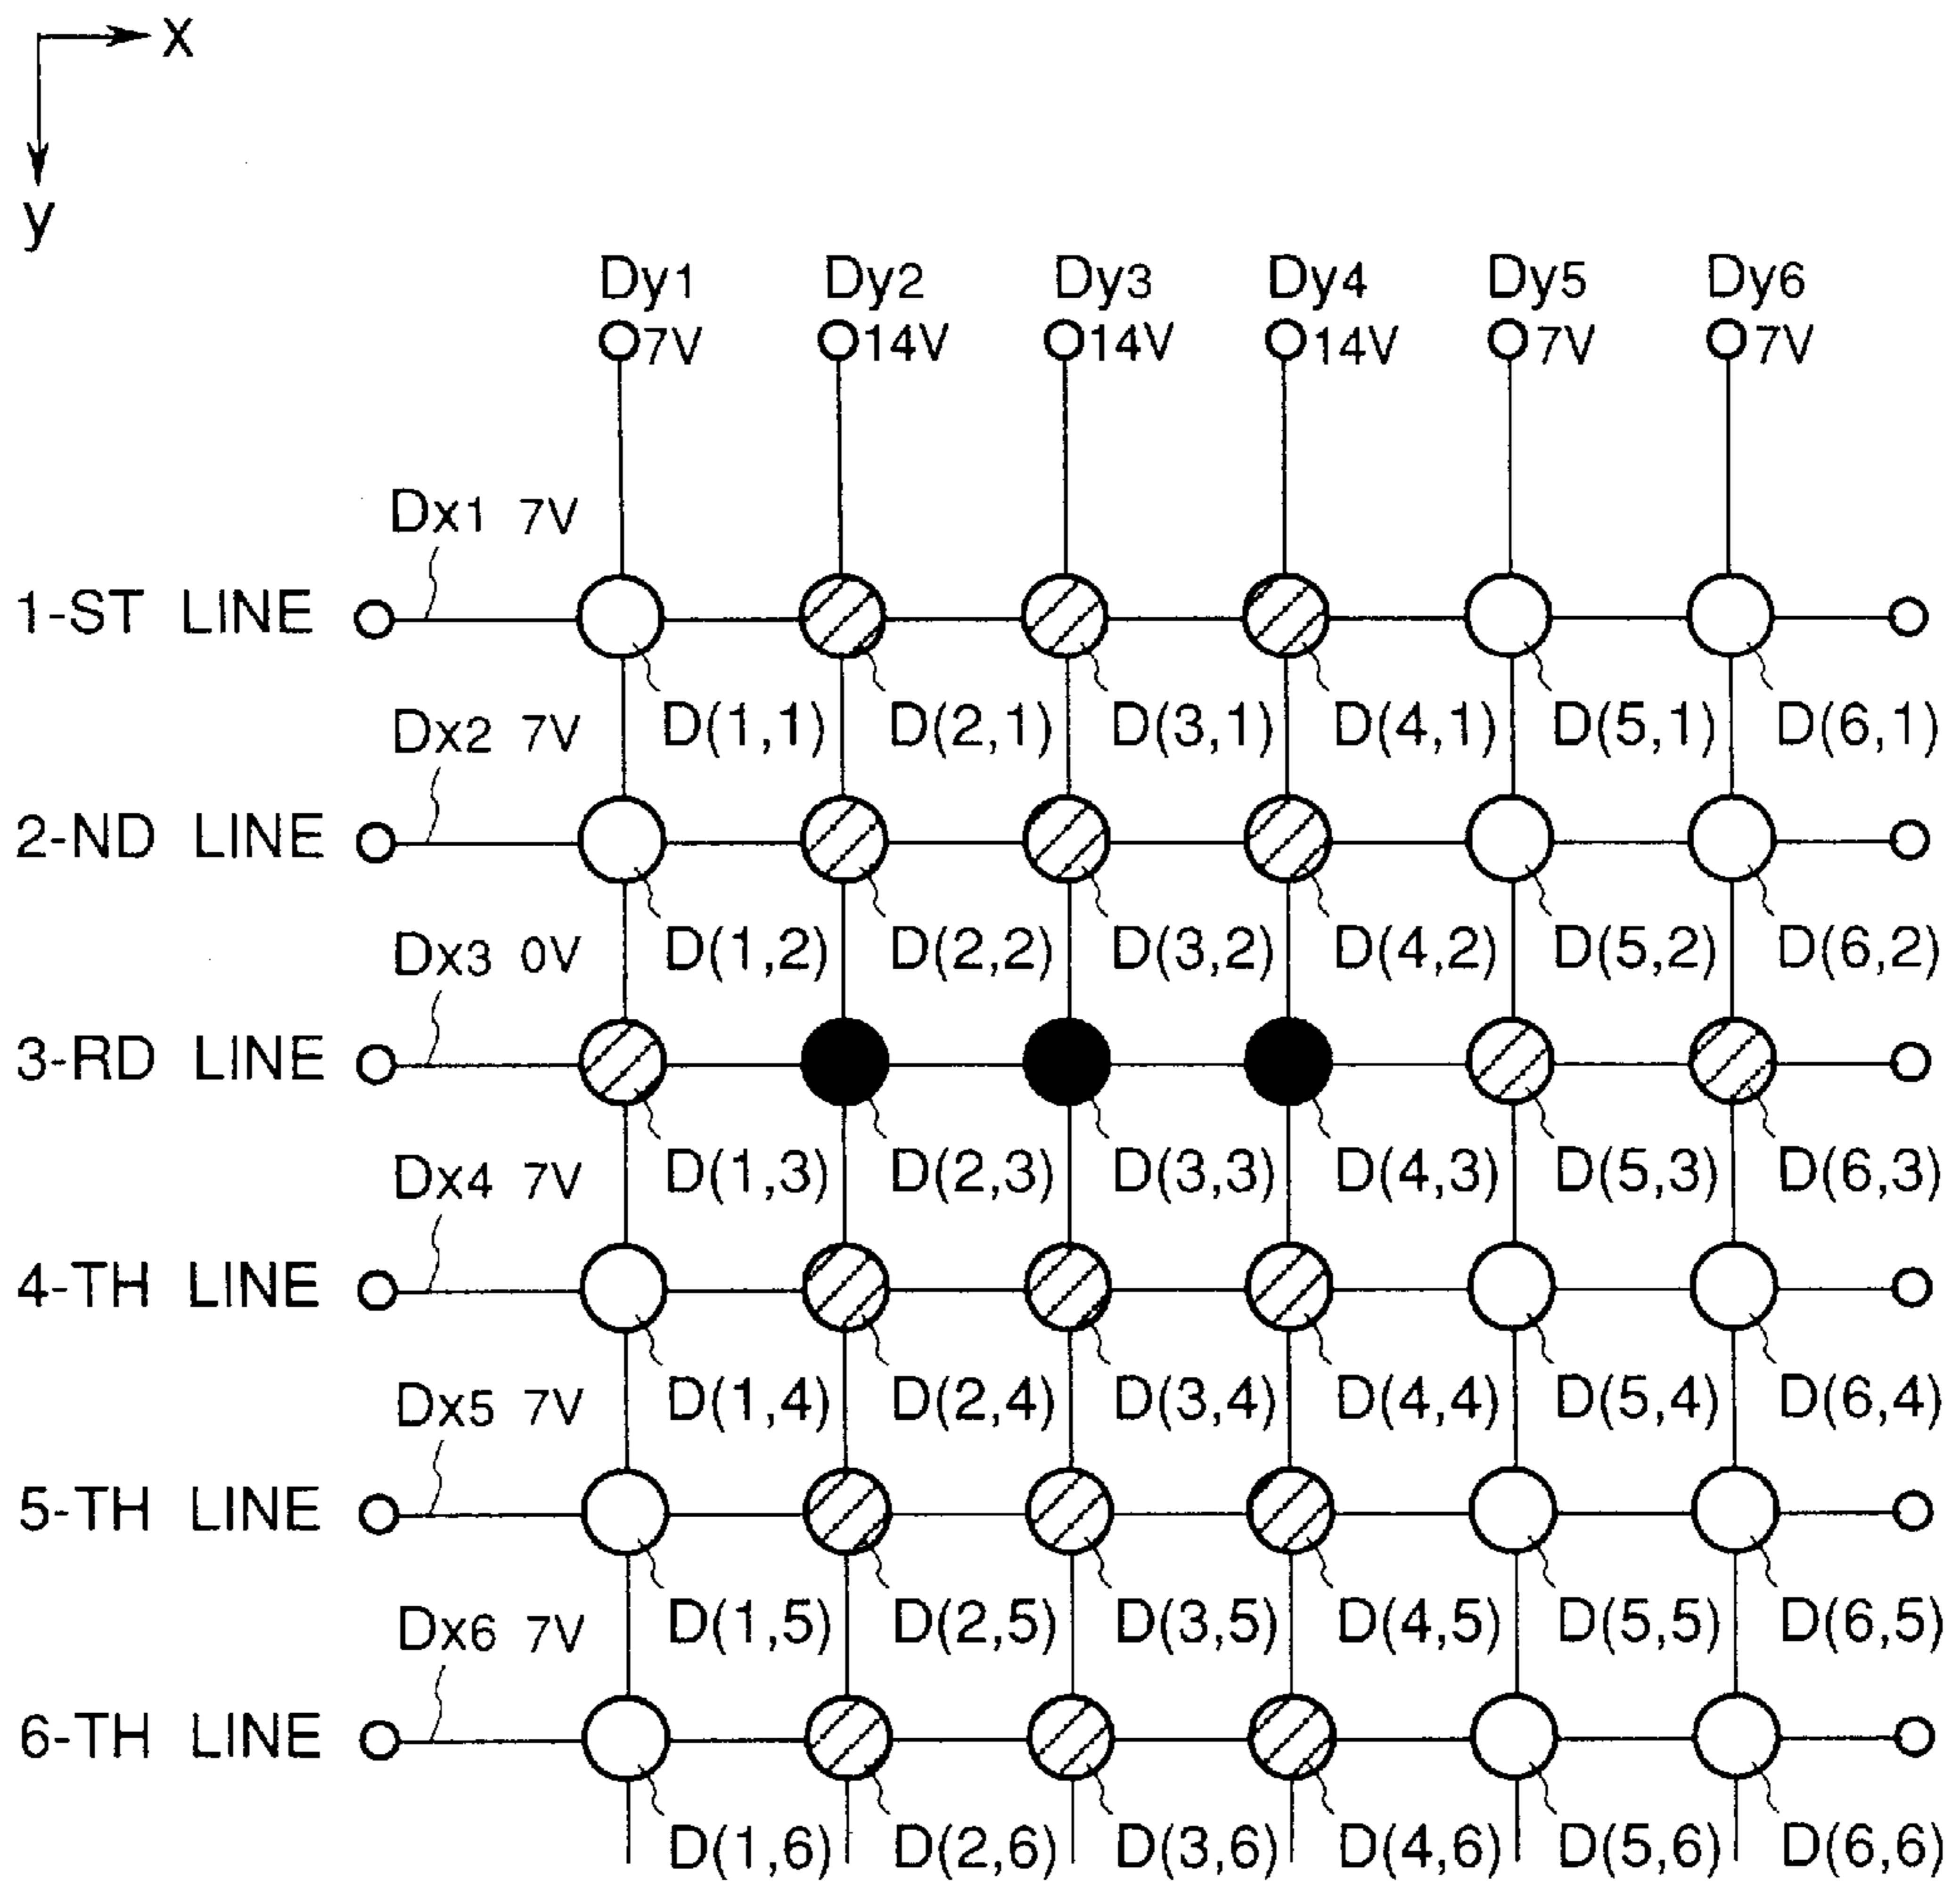 x
y
Dy1 Dy2 Dy3 Dy4 Dy5 Dy6
7V 14V 14V 14V 7V 7V
Dx1 7V
1-ST LINE
D(1,1) D(2,1) D(3,1) D(4,1) D(5,1) D(6,1)
Dx2 7V
2-ND LINE
D(1,2) D(2,2) D(3,2) D(4,2) D(5,2) D(6,2)
Dx3 0V
3-RD LINE
D(1,3) D(2,3) D(3,3) D(4,3) D(5,3) D(6,3)
Dx4 7V
4-TH LINE
D(1,4) D(2,4) D(3,4) D(4,4) D(5,4) D(6,4)
Dx5 7V
5-TH LINE
D(1,5) D(2,5) D(3,5) D(4,5) D(5,5) D(6,5)
Dx6 7V
6-TH LINE
D(1,6) D(2,6) D(3,6) D(4,6) D(5,6) D(6,6)